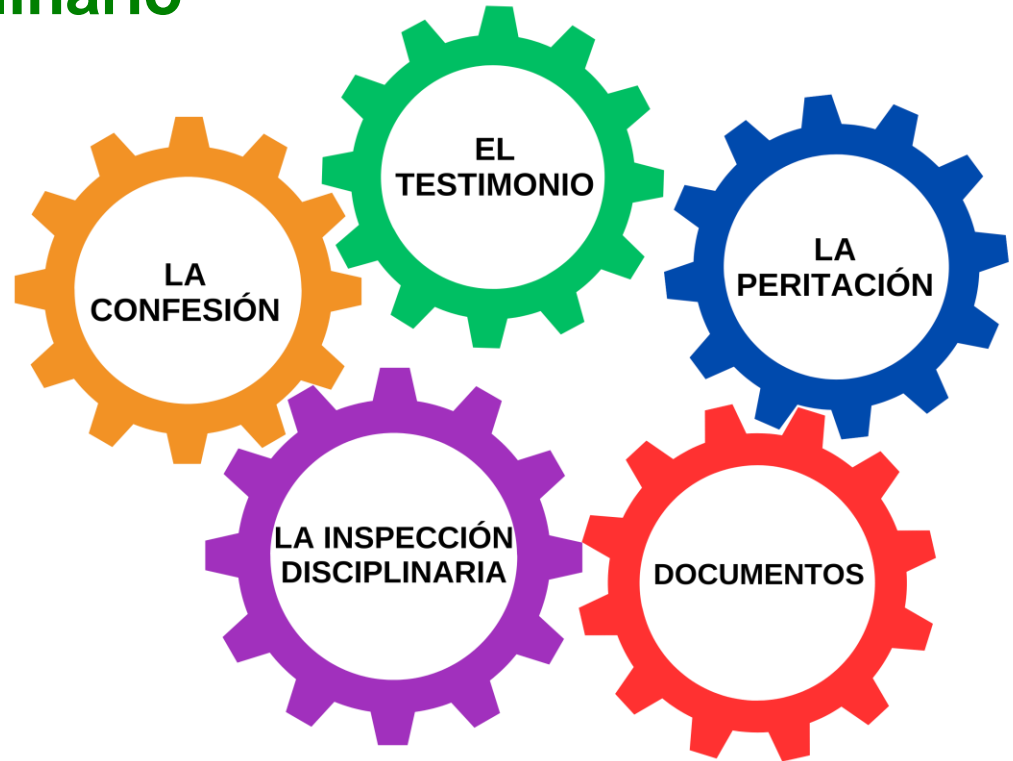 EL
TESTIMONIO
LA
PERITACIÓN
LA
CONFESIÓN
LA INSPECCIÓN
DISCIPLINARIA
DOCUMENTOS